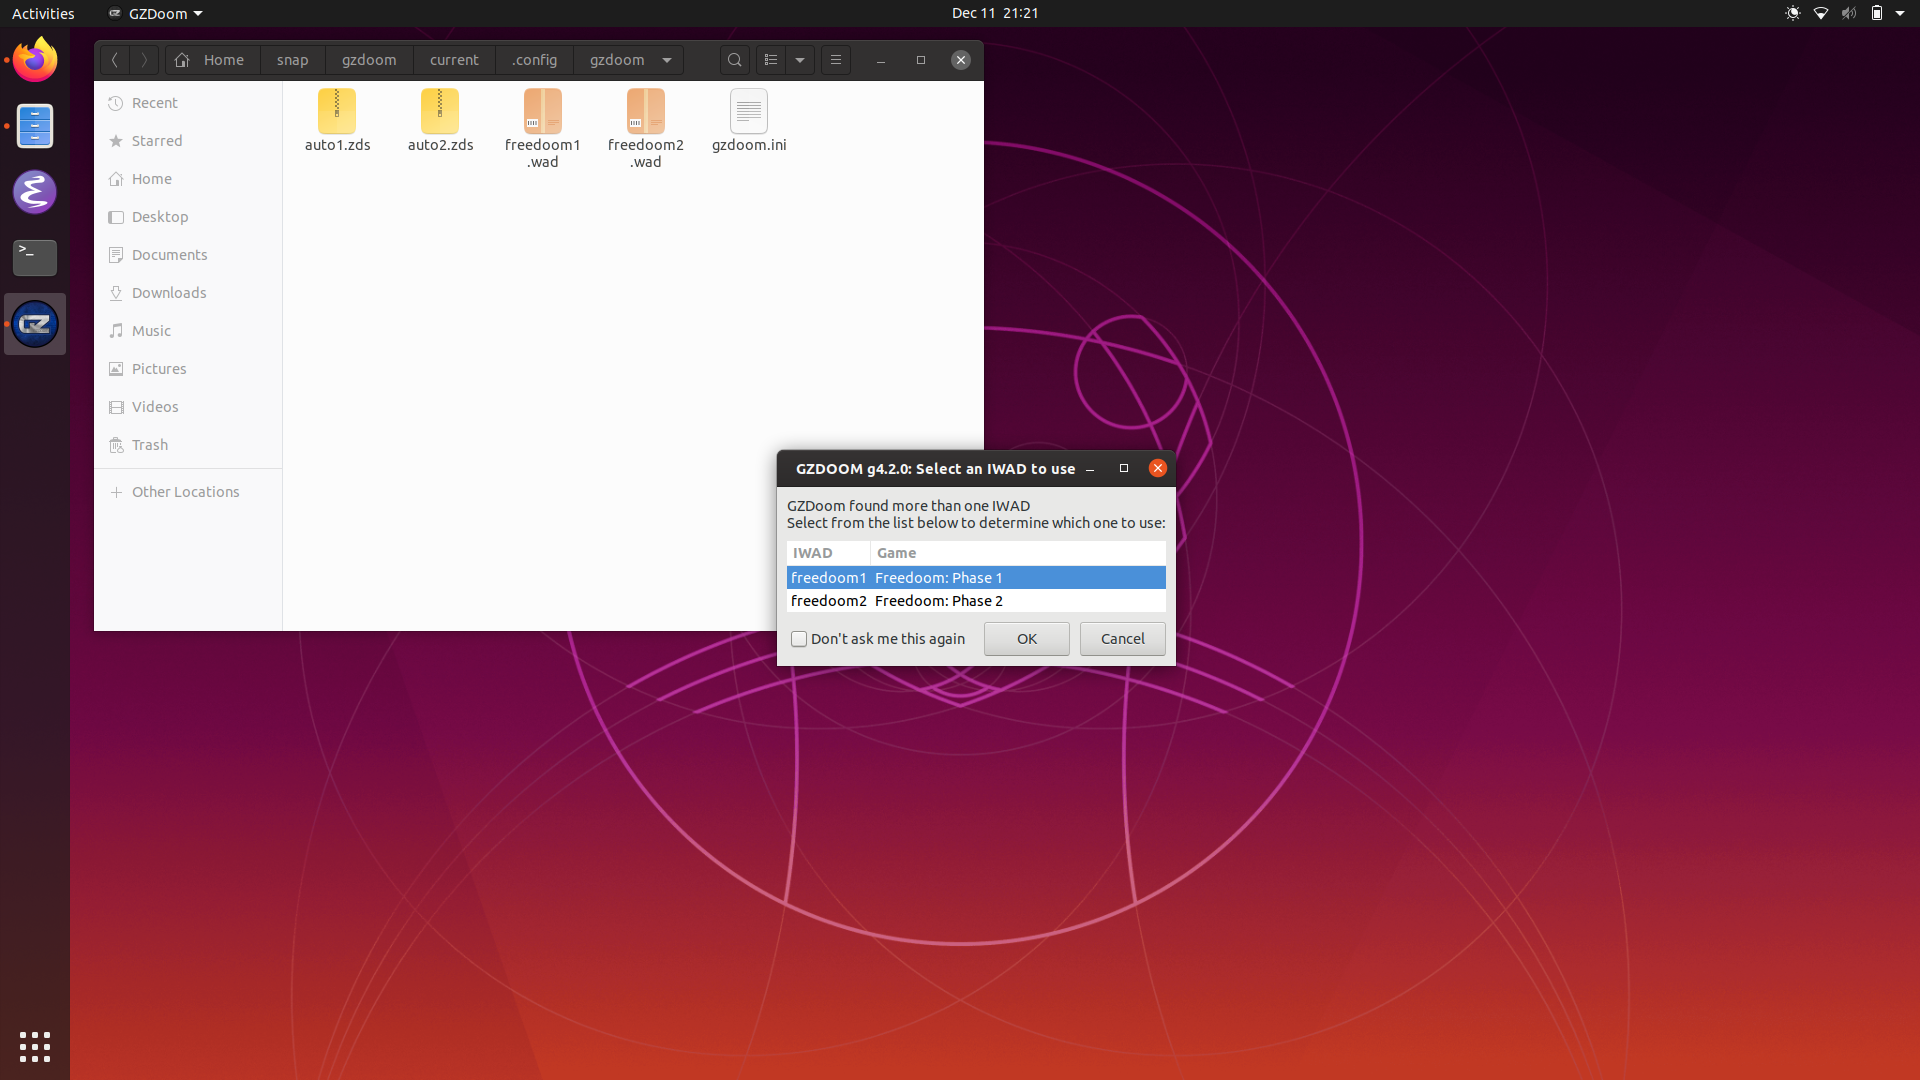 Activities
GZDoom
Dec 11 21:21
Home
snap
gzdoom
current
.config
gzdoom
Recent
Starred
Home
Desktop
Documents
Downloads
Music
Pictures
Videos
Trash
Other Locations
auto1.zds
auto2.zds
freedoom1
.wad
freedoom2
.wad
gzdoom.ini
GZDOOM g4.2.0: Select an IWAD to use
GZDoom found more than one IWAD
Select from the list below to determine which one to use:
IWAD Game
freedoom1 Freedoom: Phase 1
freedoom2 Freedoom: Phase 2
Don't ask me this again
OK
Cancel